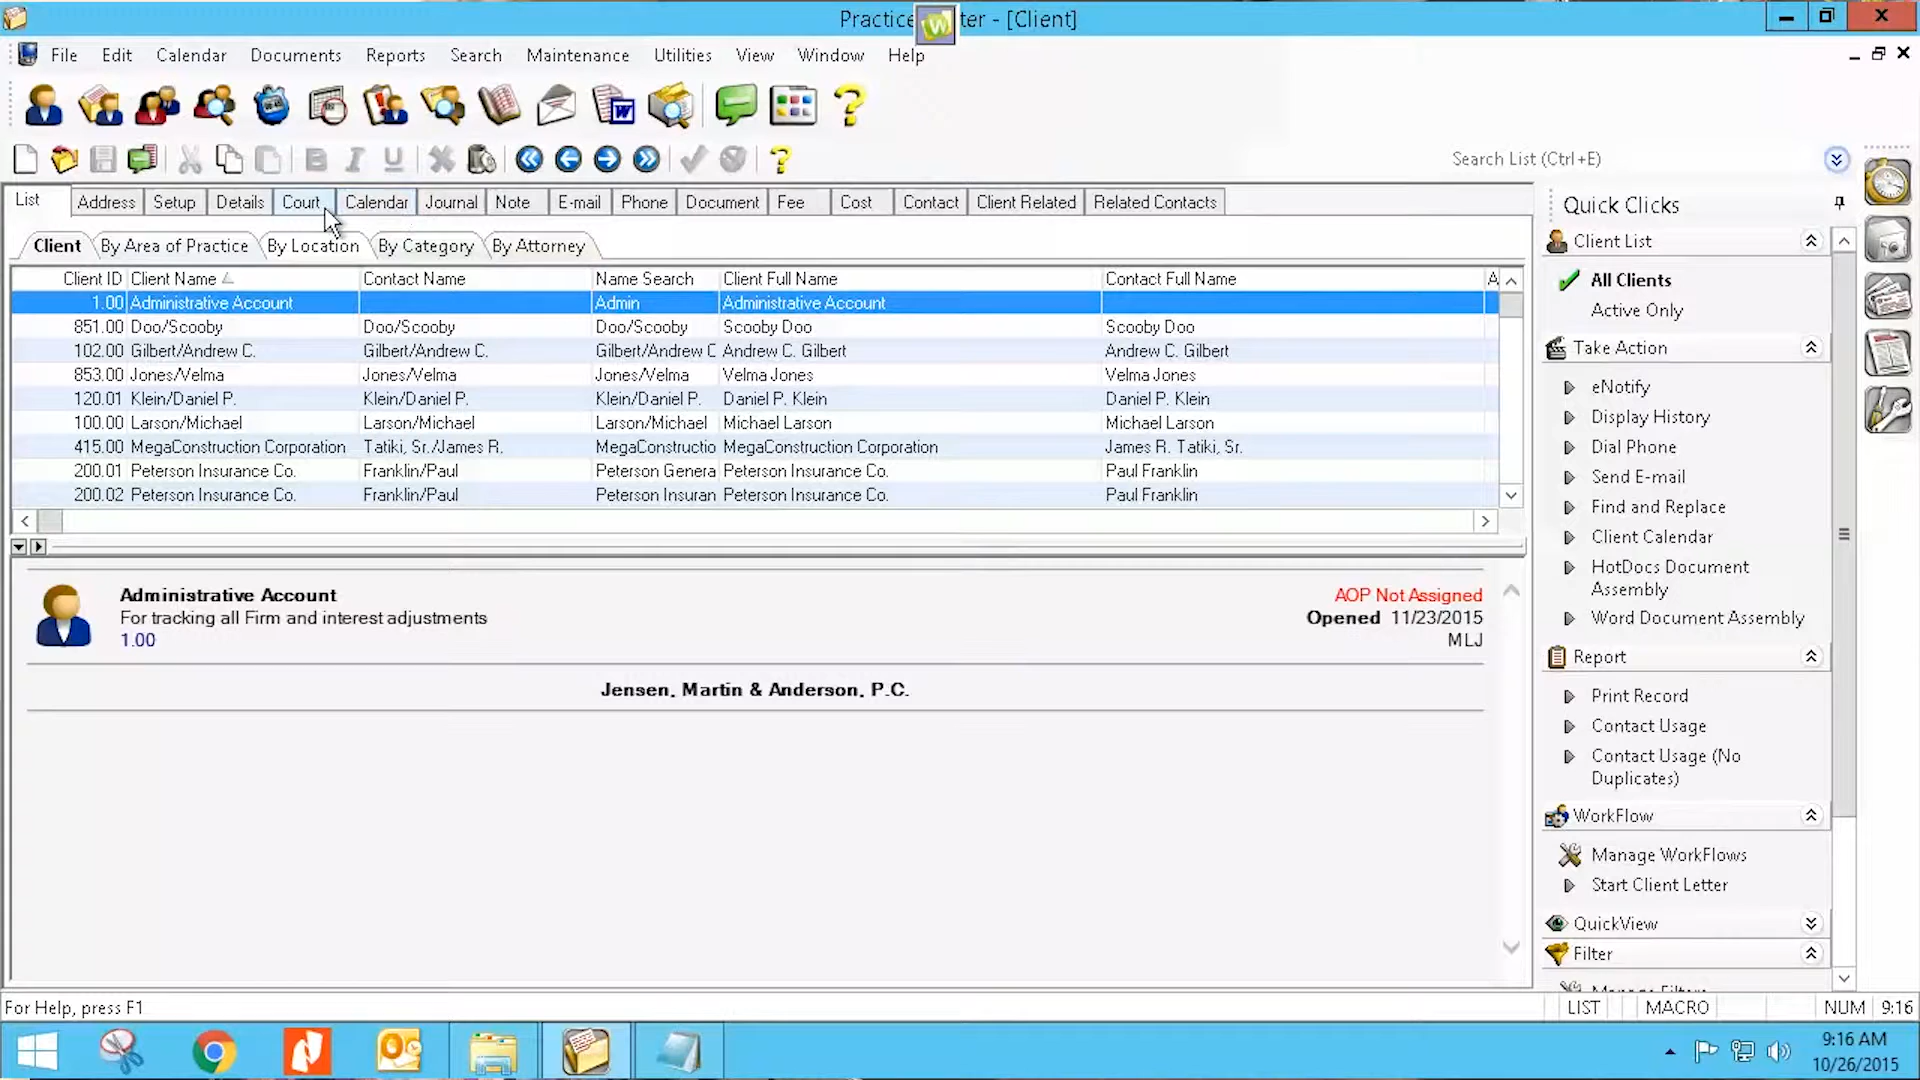 Practice ter - [Client]
File Edit Calendar Documents Reports Search Maintenance Utilities View Window Help
Search List (Ctrl+E)
List Address Setup Details Court Calendar Journal Note E-mail Phone Document Fee Cost Contact Client Related Related Contacts
Client By Area of Practice By Location By Category By Attorney
Client ID Client Name Contact Name Name Search Client Full Name Contact Full Name A
1.00 Administrative Account Admin Administrative Account
851.00 Doo/Scooby Doo/Scooby Doo/Scooby Scooby Doo Scooby Doo
102.00 Gilbert/Andrew C. Gilbert/Andrew C. Gilbert/Andrew C Andrew C. Gilbert Andrew C. Gilbert
853.00 Jones/Velma Jones/Velma Jones/Velma Velma Jones Velma Jones
120.01 Klein/Daniel P. Klein/Daniel P. Klein/Daniel P. Daniel P. Klein Daniel P. Klein
100.00 Larson/Michael Larson/Michael Larson/Michael Michael Larson Michael Larson
415.00 MegaConstruction Corporation Tatiki, Sr./James R. MegaConstructio MegaConstruction Corporation James R. Tatiki, Sr.
200.01 Peterson Insurance Co. Franklin/Paul Peterson Genera Peterson Insurance Co. Paul Franklin
200.02 Peterson Insurance Co. Franklin/Paul Peterson Insuran Peterson Insurance Co. Paul Franklin
Administrative Account AOP Not Assigned
For tracking all Firm and interest adjustments Opened 11/23/2015
1.00 MLJ
Jensen, Martin & Anderson, P.C.
Quick Clicks
Client List
All Clients
Active Only
Take Action
eNotify
Display History
Dial Phone
Send E-mail
Find and Replace
Client Calendar
HotDocs Document
Assembly
Word Document Assembly
Report
Print Record
Contact Usage
Contact Usage (No
Duplicates)
WorkFlow
Manage WorkFlows
Start Client Letter
QuickView
Filter
For Help, press F1 LIST MACRO NUM 9:16
9:16 AM
10/26/2015